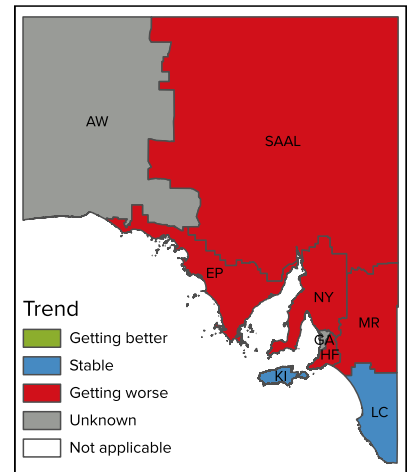 AW
SAAL
EP
NY
MR
GA
HF
KI
LC
Trend
Getting better
Stable
Getting worse
Unknown
Not applicable